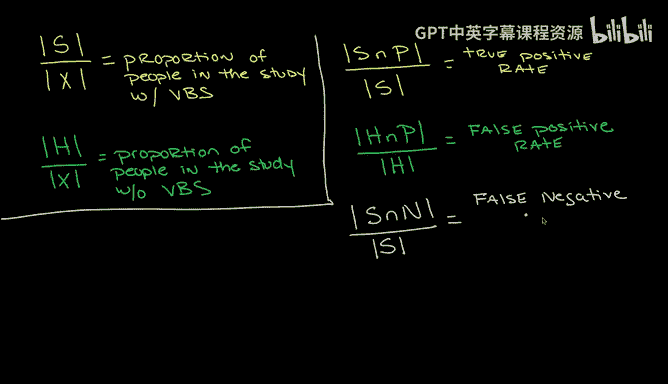 GPT中英字幕课程资源 bilibili
|S| / |X| = proportion of
people in the study
w/ VBS
|H| / |X| = proportion of
people in the study
w/o VBS
|S∩P| / |S| = TRUE positive
RATE
|H∩P| / |H| = FALSE positive
RATE
|S∩N| / |S| = FALSE Negative